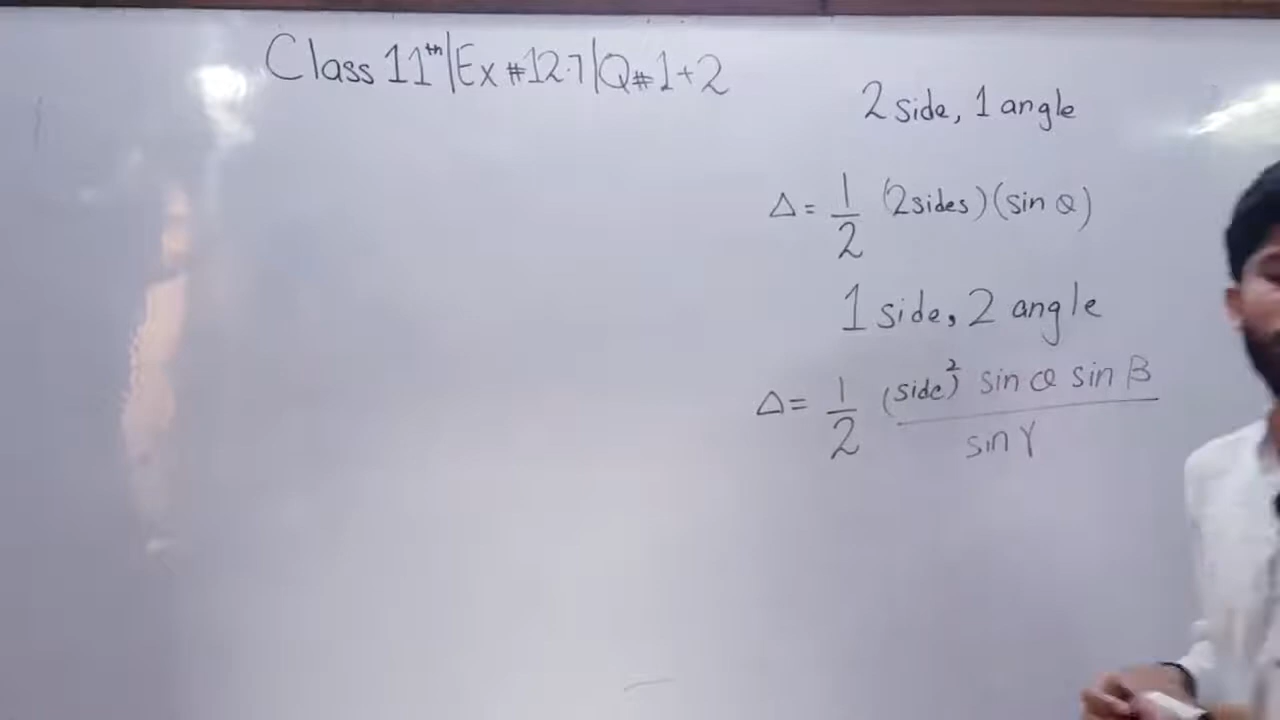 Class 11th|Ex #12.7|Q#1+2
2 side, 1 angle
Δ = 1/2 (2sides)(sin θ)
1 side, 2 angle
Δ = 1/2 (side)² sin α sin β / sin γ